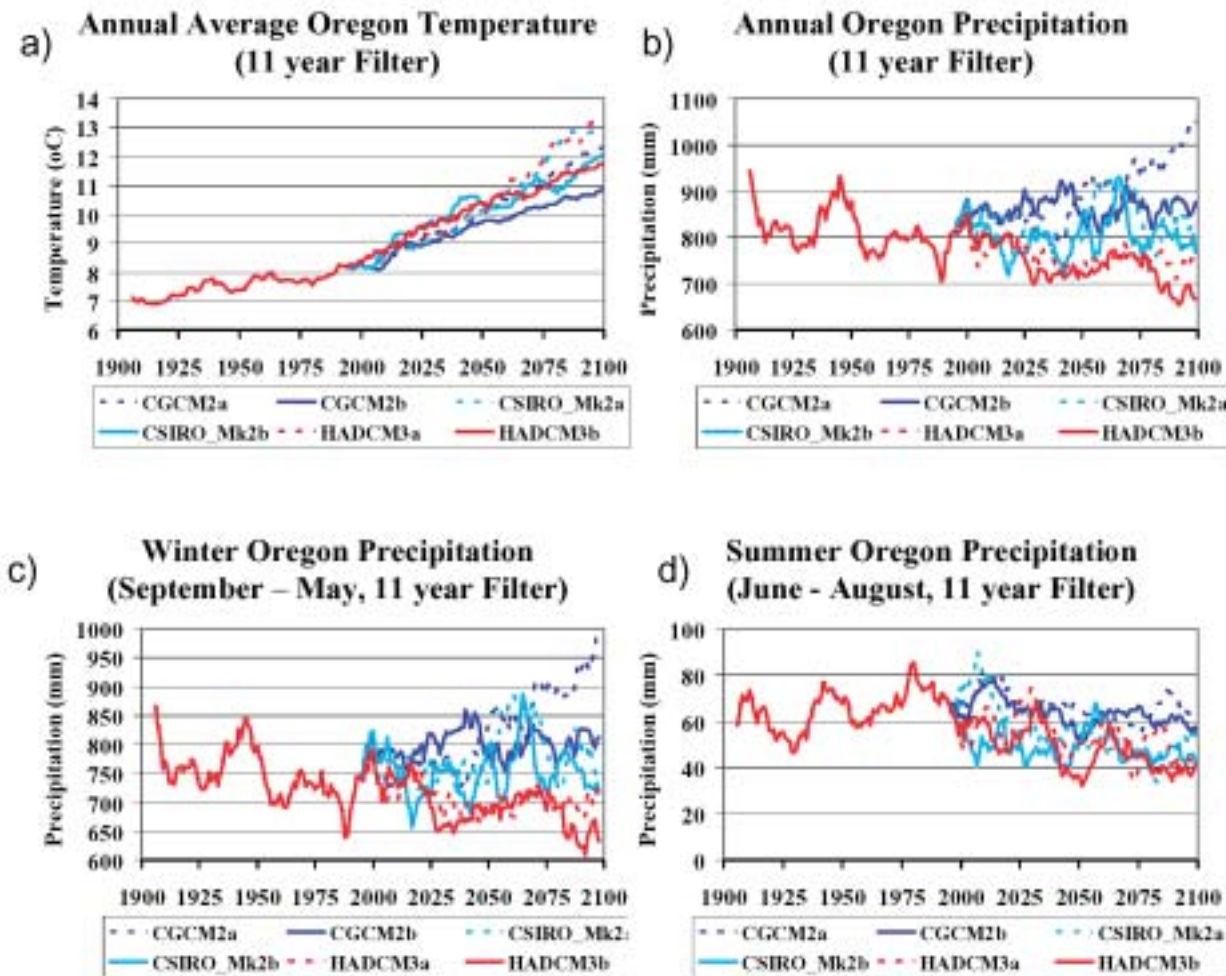 a)
Annual Average Oregon Temperature
(11 year Filter)
Temperature (oC)
14
13
12
11
10
9
8
7
6
1900 1925 1950 1975 2000 2025 2050 2075 2100
CGCM2a CGCM2b CSIRO_Mk2a
CSIRO_Mk2b HADCM3a HADCM3b
b)
Annual Oregon Precipitation
(11 year Filter)
Precipitation (mm)
1100
1000
900
800
700
600
1900 1925 1950 1975 2000 2025 2050 2075 2100
CGCM2a CGCM2b CSIRO_Mk2a
CSIRO_Mk2b HADCM3a HADCM3b
c)
Winter Oregon Precipitation
(September – May, 11 year Filter)
Precipitation (mm)
1000
950
900
850
800
750
700
650
600
1900 1925 1950 1975 2000 2025 2050 2075 2100
CGCM2a CGCM2b CSIRO_Mk2
CSIRO_Mk2b HADCM3a HADCM3b
d)
Summer Oregon Precipitation
(June - August, 11 year Filter)
Precipitation (mm)
100
80
60
40
20
0
1900 1925 1950 1975 2000 2025 2050 2075 2100
CGCM2a CGCM2b CSIRO_Mk2a
CSIRO_Mk2b HADCM3a HADCM3b